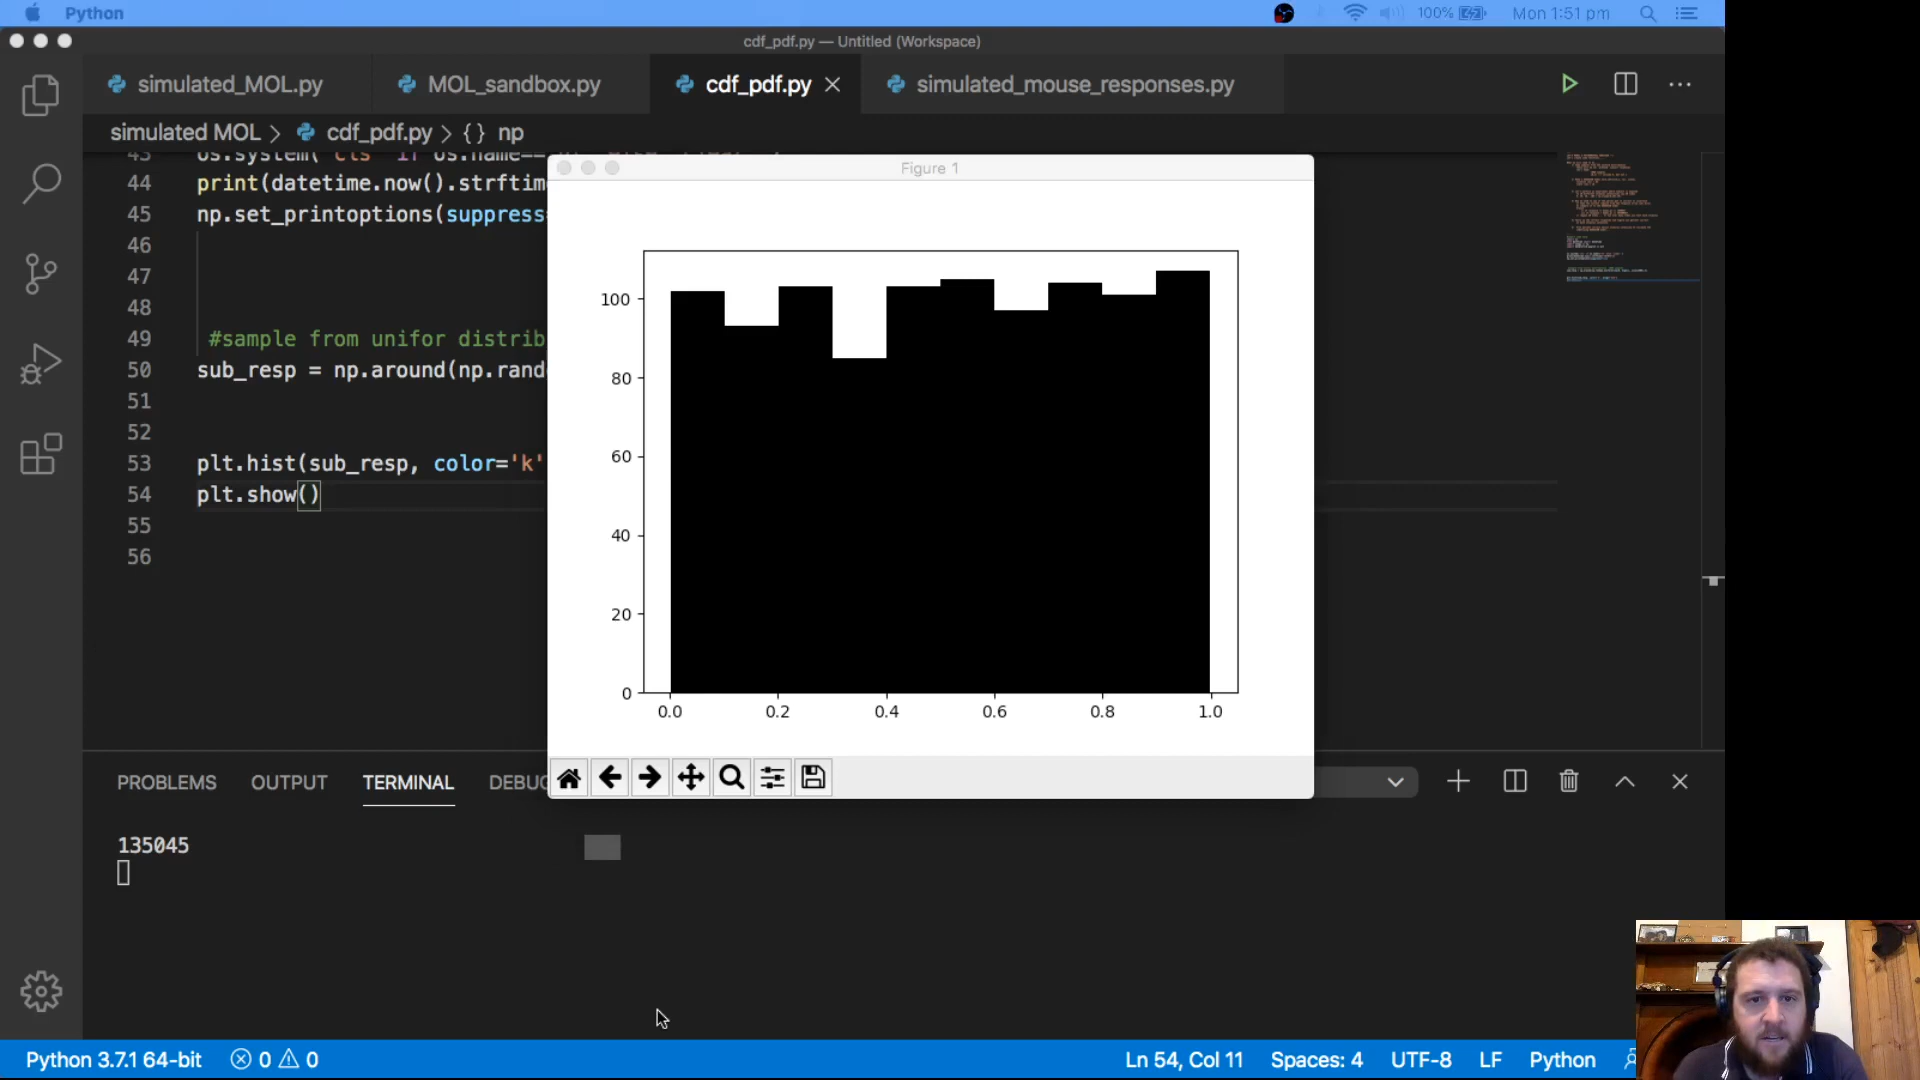 Python
100%
Mon 1:51 pm
cdf_pdf.py — Untitled (Workspace)
simulated_MOL.py
MOL_sandbox.py
cdf_pdf.py
simulated_mouse_responses.py
simulated MOL > cdf_pdf.py > {} np
Figure 1
44 print(datetime.now().strftim
45 np.set_printoptions(suppress
46
47
48
49 #sample from unifor distrib
50 sub_resp = np.around(np.rand
51
52
53 plt.hist(sub_resp, color='k'
54 plt.show()
55
56
100
80
60
40
20
0
0.0 0.2 0.4 0.6 0.8 1.0
PROBLEMS OUTPUT TERMINAL DEBUG
135045
Python 3.7.1 64-bit 0 0
Ln 54, Col 11 Spaces: 4 UTF-8 LF Python